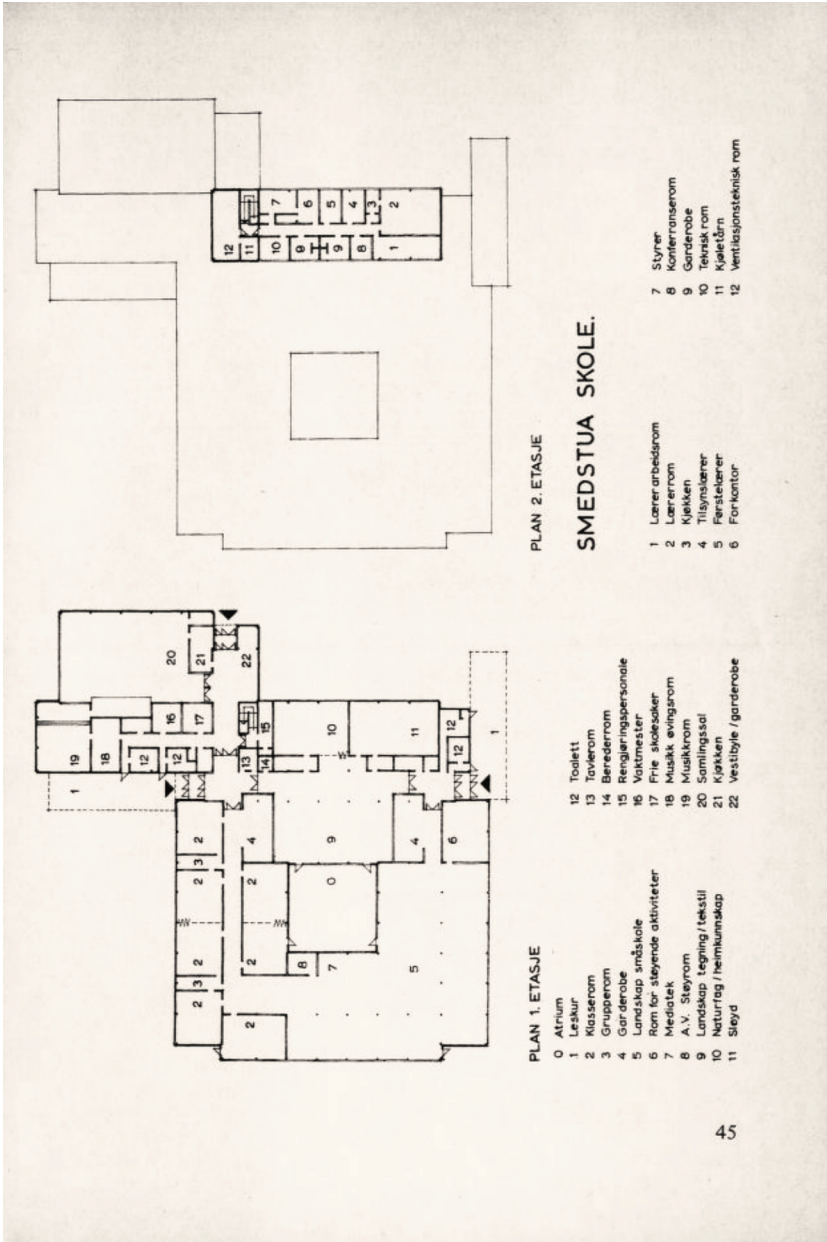 PLAN 1. ETASJE
0 Atrium
1 Leskur
2 Klasserom
3 Grupperom
4 Garderobe
5 Landskap småskole
6 Rom for støyende aktiviteter
7 Mediatek
8 A.V. Støyrom
9 Landskap tegning / tekstil
10 Naturfag / heimkunnskap
11 Sløyd
12 Toalett
13 Tavlerom
14 Berederrom
15 Rengjøringspersonale
16 Vaktmester
17 Frie skolesaker
18 Musikk øvingsrom
19 Musikkrom
20 Samlingssal
21 Kjøkken
22 Vestibyle / garderobe
PLAN 2. ETASJE
SMEDSTUA SKOLE.
1 Lærer arbeidsrom
2 Lærerrom
3 Kjøkken
4 Tilsynslærer
5 Førstelærer
6 Forkontor
7 Styrer
8 Konferranserom
9 Garderobe
10 Teknisk rom
11 Kjøletårn
12 Ventilasjonsteknisk rom
45